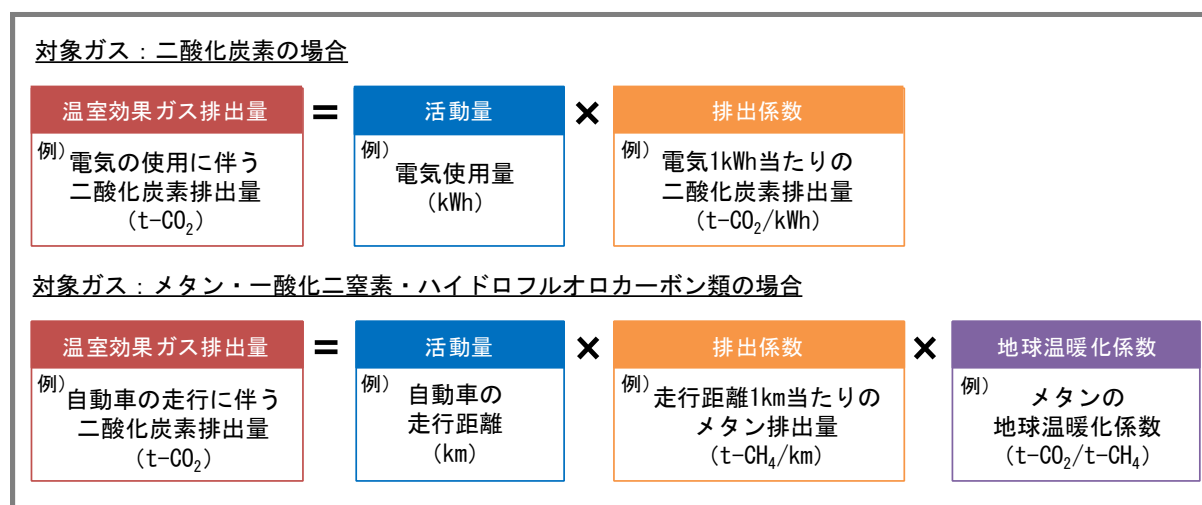 対象ガス：二酸化炭素の場合
温室効果ガス排出量 = 活動量 × 排出係数
例）電気の使用に伴う
二酸化炭素排出量
(t-CO₂)
例）電気使用量
(kWh)
例）電気1kWh当たりの
二酸化炭素排出量
(t-CO₂/kWh)
対象ガス：メタン・一酸化二窒素・ハイドロフルオロカーボン類の場合
温室効果ガス排出量 = 活動量 × 排出係数 × 地球温暖化係数
例）自動車の走行に伴う
二酸化炭素排出量
(t-CO₂)
例）自動車の
走行距離
(km)
例）走行距離1km当たりの
メタン排出量
(t-CH₄/km)
例）メタンの
地球温暖化係数
(t-CO₂/t-CH₄)